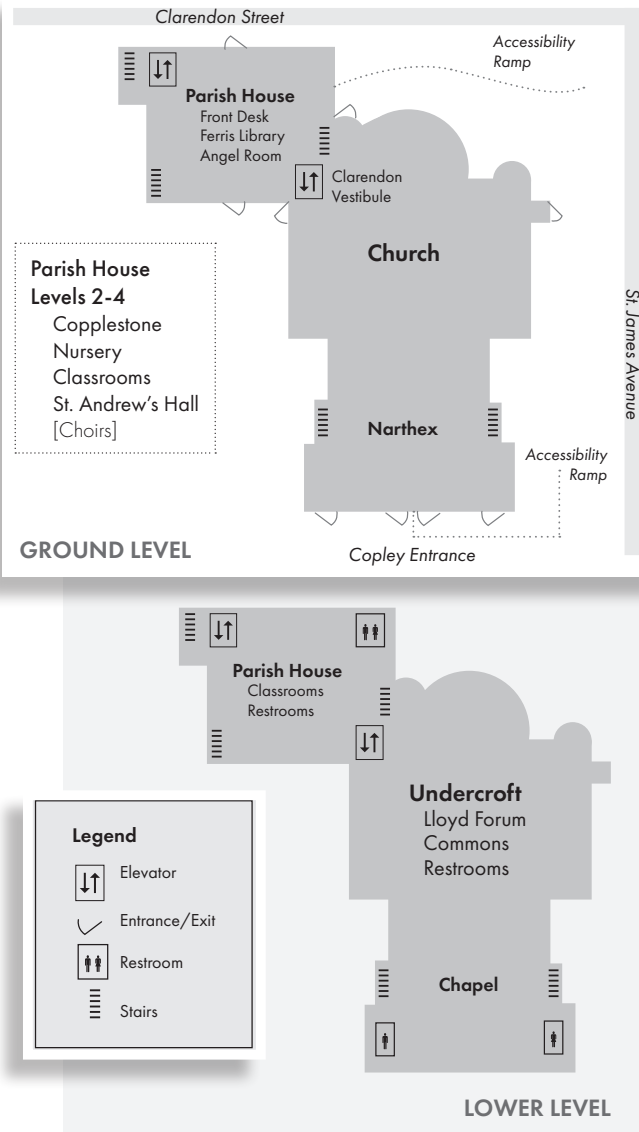 Clarendon Street
Accessibility
Ramp
Parish House
Front Desk
Ferris Library
Angel Room
Clarendon
Vestibule
Church
Parish House
Levels 2-4
Copplestone
Nursery
Classrooms
St. Andrew's Hall
[Choirs]
St. James Avenue
Narthex
Accessibility
Ramp
GROUND LEVEL
Copley Entrance
Parish House
Classrooms
Restrooms
Undercroft
Lloyd Forum
Commons
Restrooms
Legend
Elevator
Entrance/Exit
Restroom
Stairs
Chapel
LOWER LEVEL